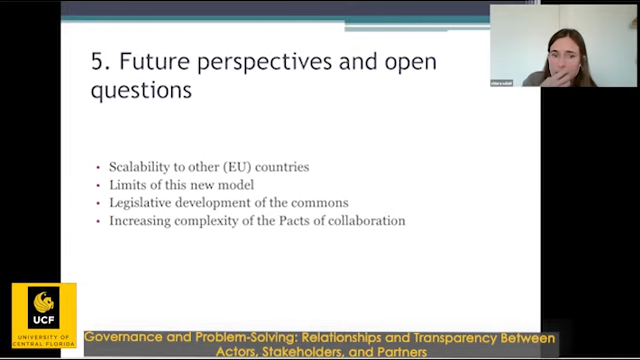 5. Future perspectives and open
questions
• Scalability to other (EU) countries
• Limits of this new model
• Legislative development of the commons
• Increasing complexity of the Pacts of collaboration
UCF
UNIVERSITY OF
CENTRAL FLORIDA
Governance and Problem-Solving: Relationships and Transparency Between
Actors, Stakeholders, and Partners